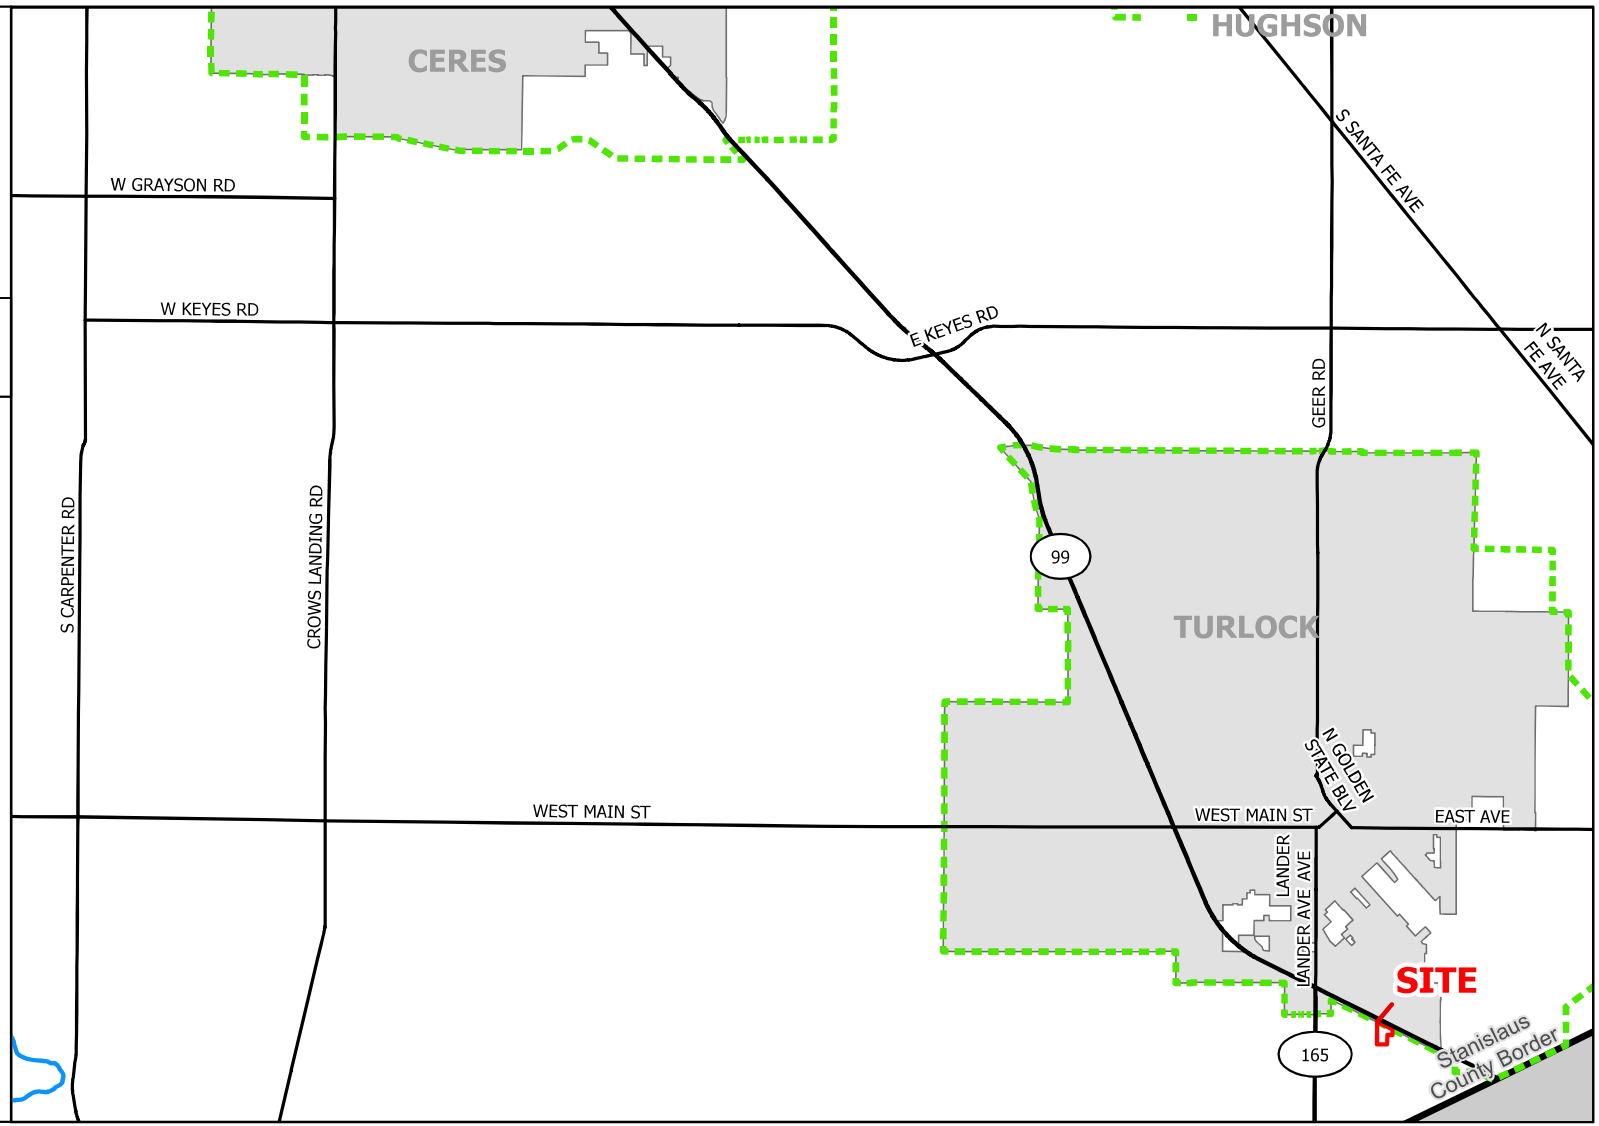 HUGHSON
CERES
S SANTA FE AVE
W GRAYSON RD
W KEYES RD
E KEYES RD
N SANTA
FE AVE
GEER RD
S CARPENTER RD
CROWS LANDING RD
99
TURLOCK
N GOLDEN
STATE BLV
WEST MAIN ST
WEST MAIN ST
EAST AVE
LANDER
AVE
LANDER AVE
SITE
165
Stanislaus
County Border